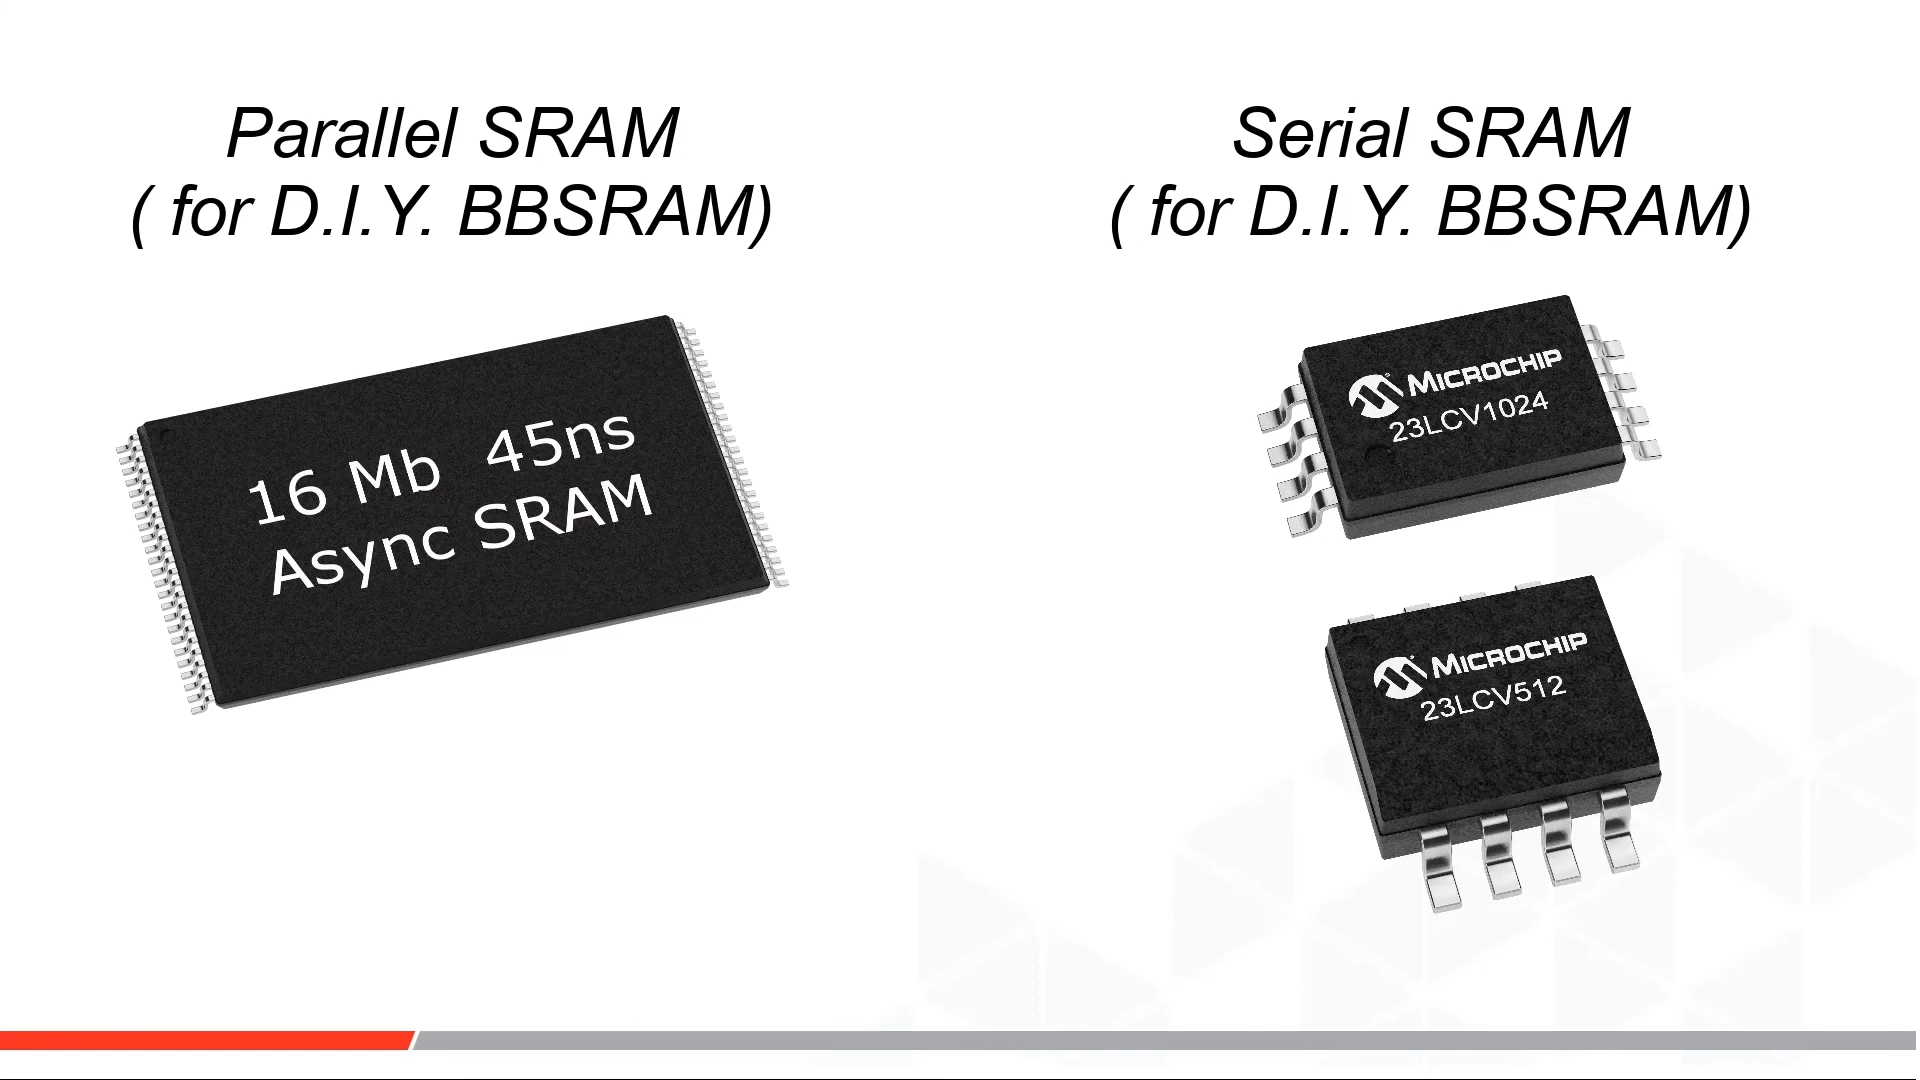 Parallel SRAM
( for D.I.Y. BBSRAM)
16 Mb 45ns
Async SRAM
Serial SRAM
( for D.I.Y. BBSRAM)
MICROCHIP
23LCV1024
MICROCHIP
23LCV512